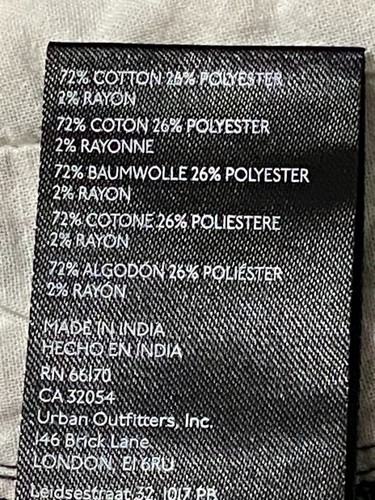 72% COTTON 26% POLYESTER
2% RAYON
72% COTON 26% POLYESTER
2% RAYONNE
72% BAUMWOLLE 26% POLYESTER
2% RAYON
72% COTONE 26% POLIESTERE
2% RAYON
72% ALGODÓN 26% POLIÉSTER
2% RAYÓN
MADE IN INDIA
HECHO EN INDIA
RN 66170
CA 32054
Urban Outfitters, Inc.
146 Brick Lane
LONDON, E1 6RU
Leidsestraat 32, 1017 PB